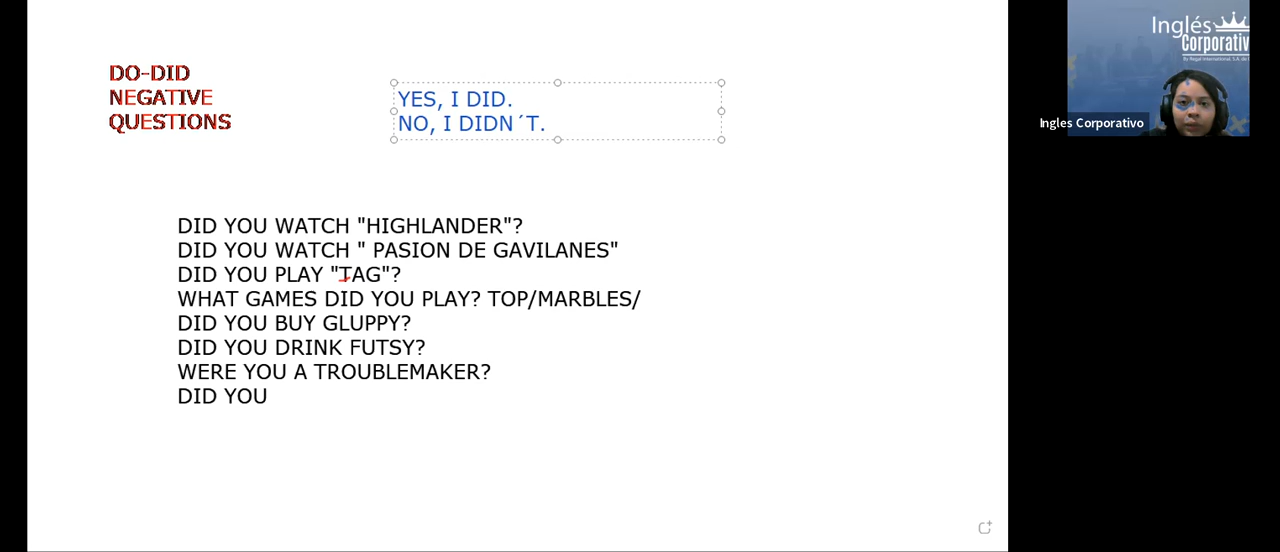 DO-DID
NEGATIVE
QUESTIONS
YES, I DID.
NO, I DIDN´T.
DID YOU WATCH "HIGHLANDER"?
DID YOU WATCH " PASION DE GAVILANES"
DID YOU PLAY "TAG"?
WHAT GAMES DID YOU PLAY? TOP/MARBLES/
DID YOU BUY GLUPPY?
DID YOU DRINK FUTSY?
WERE YOU A TROUBLEMAKER?
DID YOU
Inglés
Corporativ
Ingles Corporativo